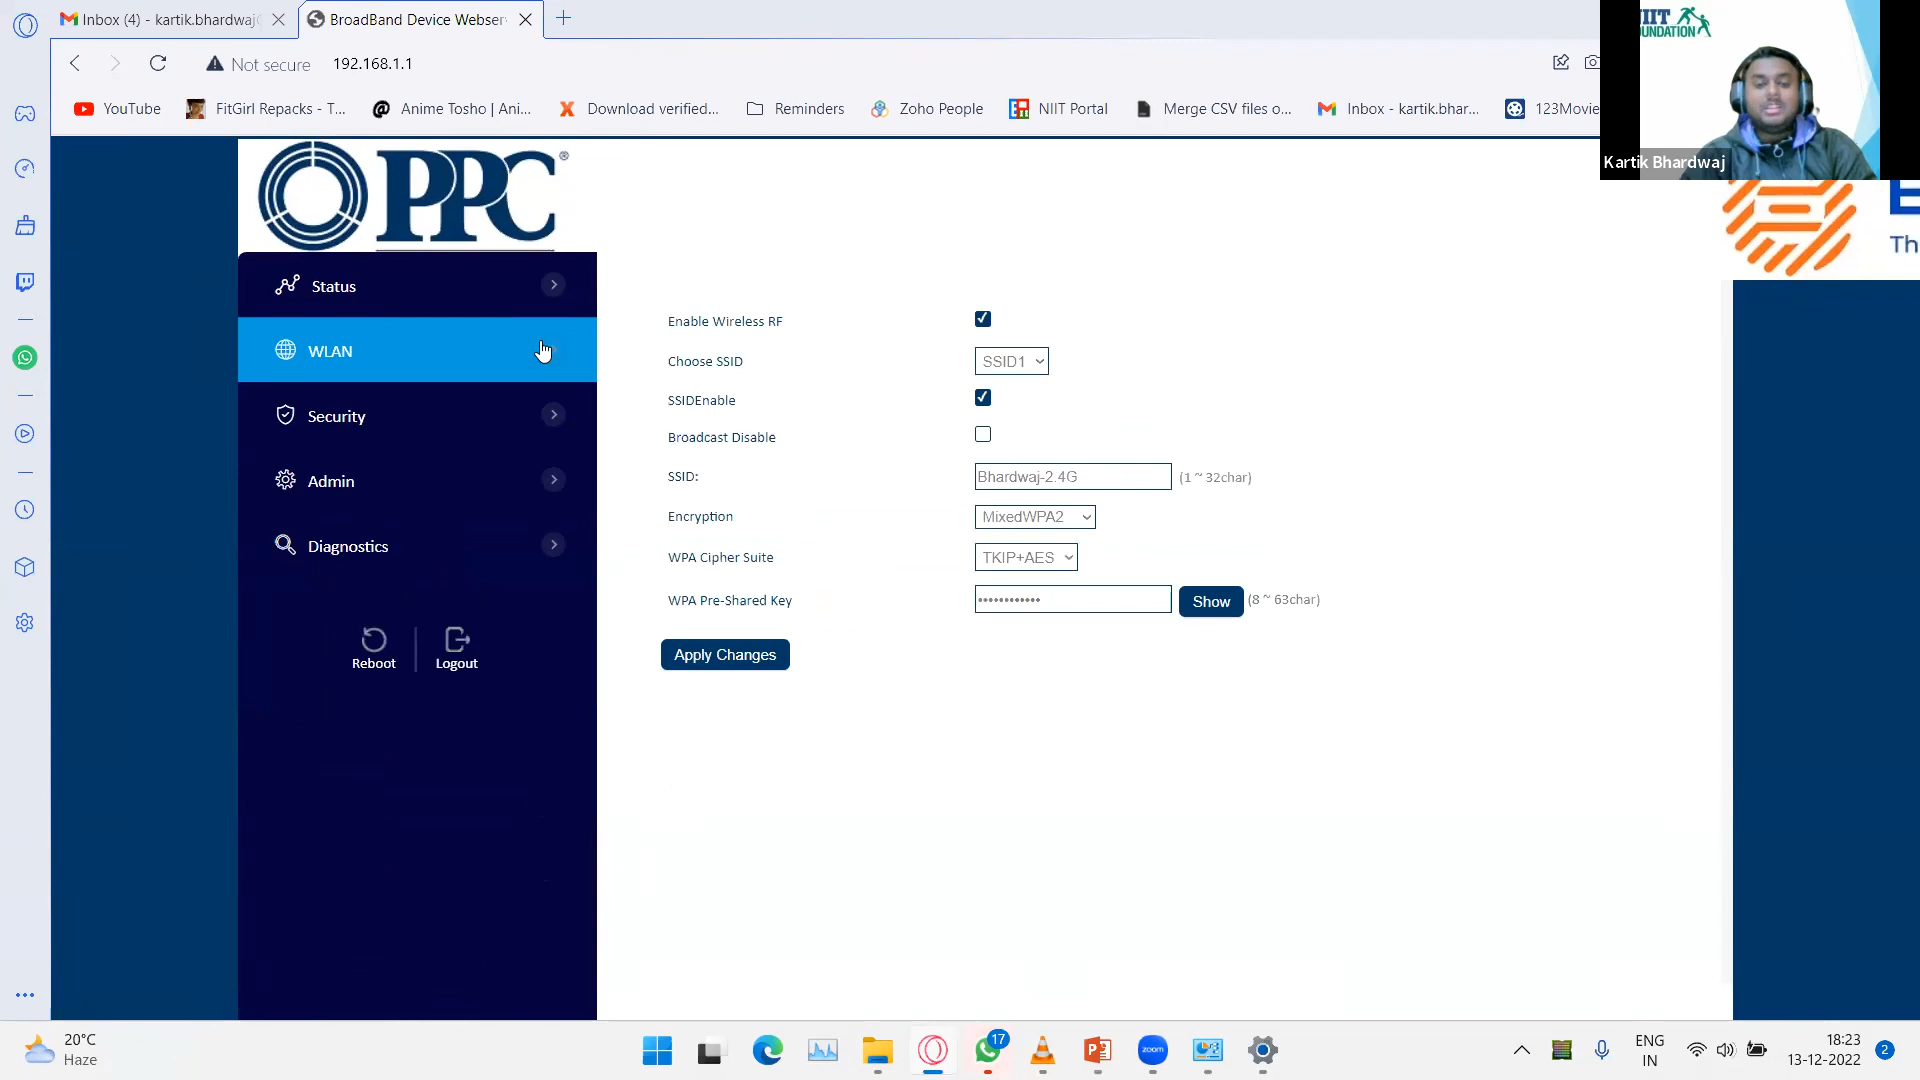 Inbox (4) - kartik.bhardwaj
BroadBand Device Webser
Not secure
192.168.1.1
YouTube
FitGirl Repacks - T...
Anime Tosho | Ani...
Download verified...
Reminders
Zoho People
NIIT Portal
Merge CSV files o...
Inbox - kartik.bhar...
123Movie
NIIT
FOUNDATION
Kartik Bhardwaj
E
Th
PPC®
Status
WLAN
Security
Admin
Diagnostics
Reboot
Logout
Enable Wireless RF
Choose SSID
SSID1
SSIDEnable
Broadcast Disable
SSID:
Bhardwaj-2.4G
(1 ~ 32char)
Encryption
MixedWPA2
WPA Cipher Suite
TKIP+AES
WPA Pre-Shared Key
••••••••••••
Show
(8 ~ 63char)
Apply Changes
20°C
Haze
17
zoom
ENG
IN
18:23
13-12-2022
2